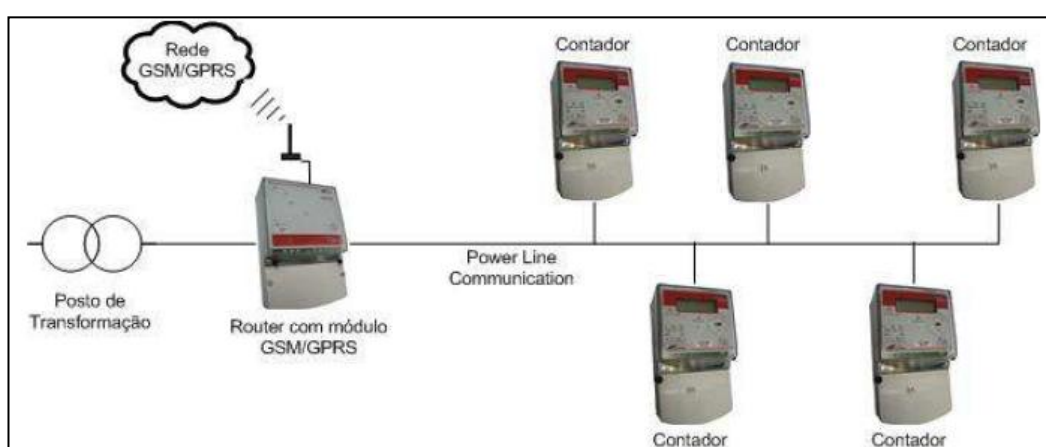 Rede
GSM/GPRS
Contador
Contador
Contador
Power Line
Communication
Posto de
Transformação
Router com módulo
GSM/GPRS
Contador
Contador